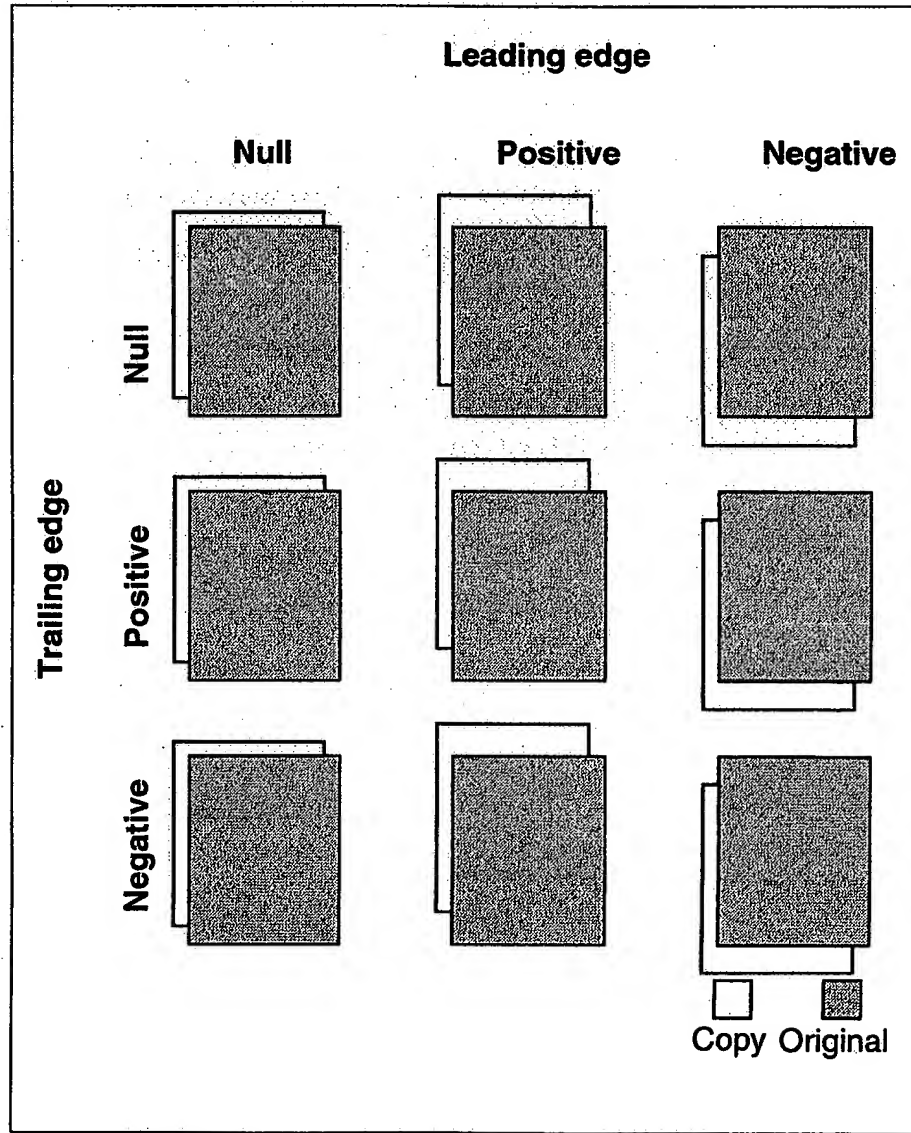 Leading edge
Null Positive Negative
Trailing edge
Null
Positive
Negative
Copy Original